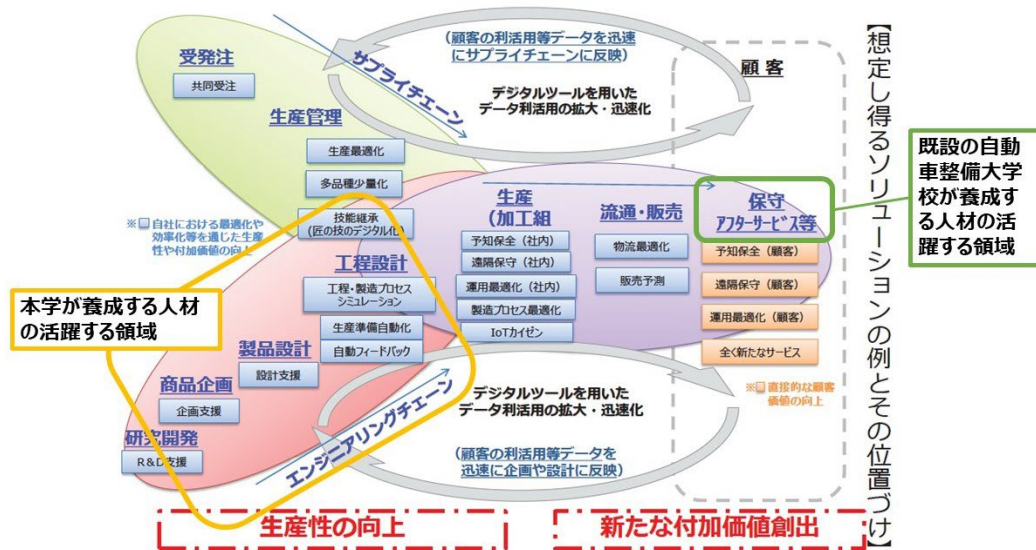 受発注
共同受注
生産管理
生産最適化
多品種少量化
技能継承
(匠の技のデジタル化)
※□自社における最適化や
効率化等を通じた生産
性や付加価値の向上
サプライチェーン
(顧客の利活用等データを迅速
にサプライチェーンに反映)
デジタルツールを用いた
データ利活用の拡大・迅速化
顧 客
【想定し得るソリューションの例とその位置づけ】
既設の自動
車整備大学
校が養成す
る人材の活
躍する領域
本学が養成する人材
の活躍する領域
工程設計
工程・製造プロセス
シミュレーション
生産準備自動化
自動フィードバック
製品設計
設計支援
商品企画
企画支援
研究開発
R&D支援
エンジニアリングチェーン
生産
(加工組
予知保全(社内)
遠隔保守(社内)
運用最適化(社内)
製造プロセス最適化
IoTカイゼン
流通・販売
物流最適化
販売予測
保守
アフターサービス等
予知保全(顧客)
遠隔保守(顧客)
運用最適化(顧客)
全く新たなサービス
※□直接的な顧客
価値の向上
デジタルツールを用いた
データ利活用の拡大・迅速化
(顧客の利活用等データを
迅速に企画や設計に反映)
生産性の向上
新たな付加価値創出